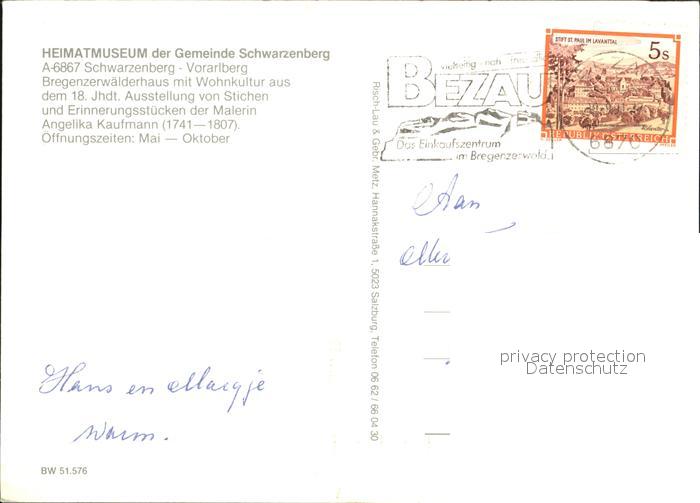 HEIMATMUSEUM der Gemeinde Schwarzenberg
A-6867 Schwarzenberg - Vorarlberg
Bregenzerwälderhaus mit Wohnkultur aus
dem 18. Jhdt. Ausstellung von Stichen
und Erinnerungsstücken der Malerin
Angelika Kaufmann (1741—1807).
Öffnungszeiten: Mai — Oktober
Hans en Margje
BW 51.576
Risch-Lau & Gebr. Metz, Hannakstraße 1, 5023 Salzburg, Telefon 06 62 / 66 04 30
BEZAU
Das Einkaufszentrum
im Bregenzerwald
STIFT ST. PAUL IM LAVANTTAL
5 s
REPUBLIK ÖSTERREICH
6870
Aan
privacy protection
Datenschutz